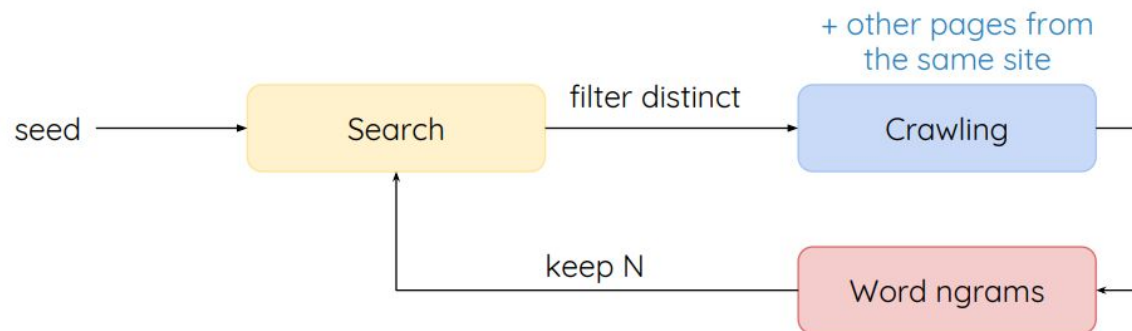 + other pages from
the same site
seed
Search
filter distinct
Crawling
keep N
Word ngrams